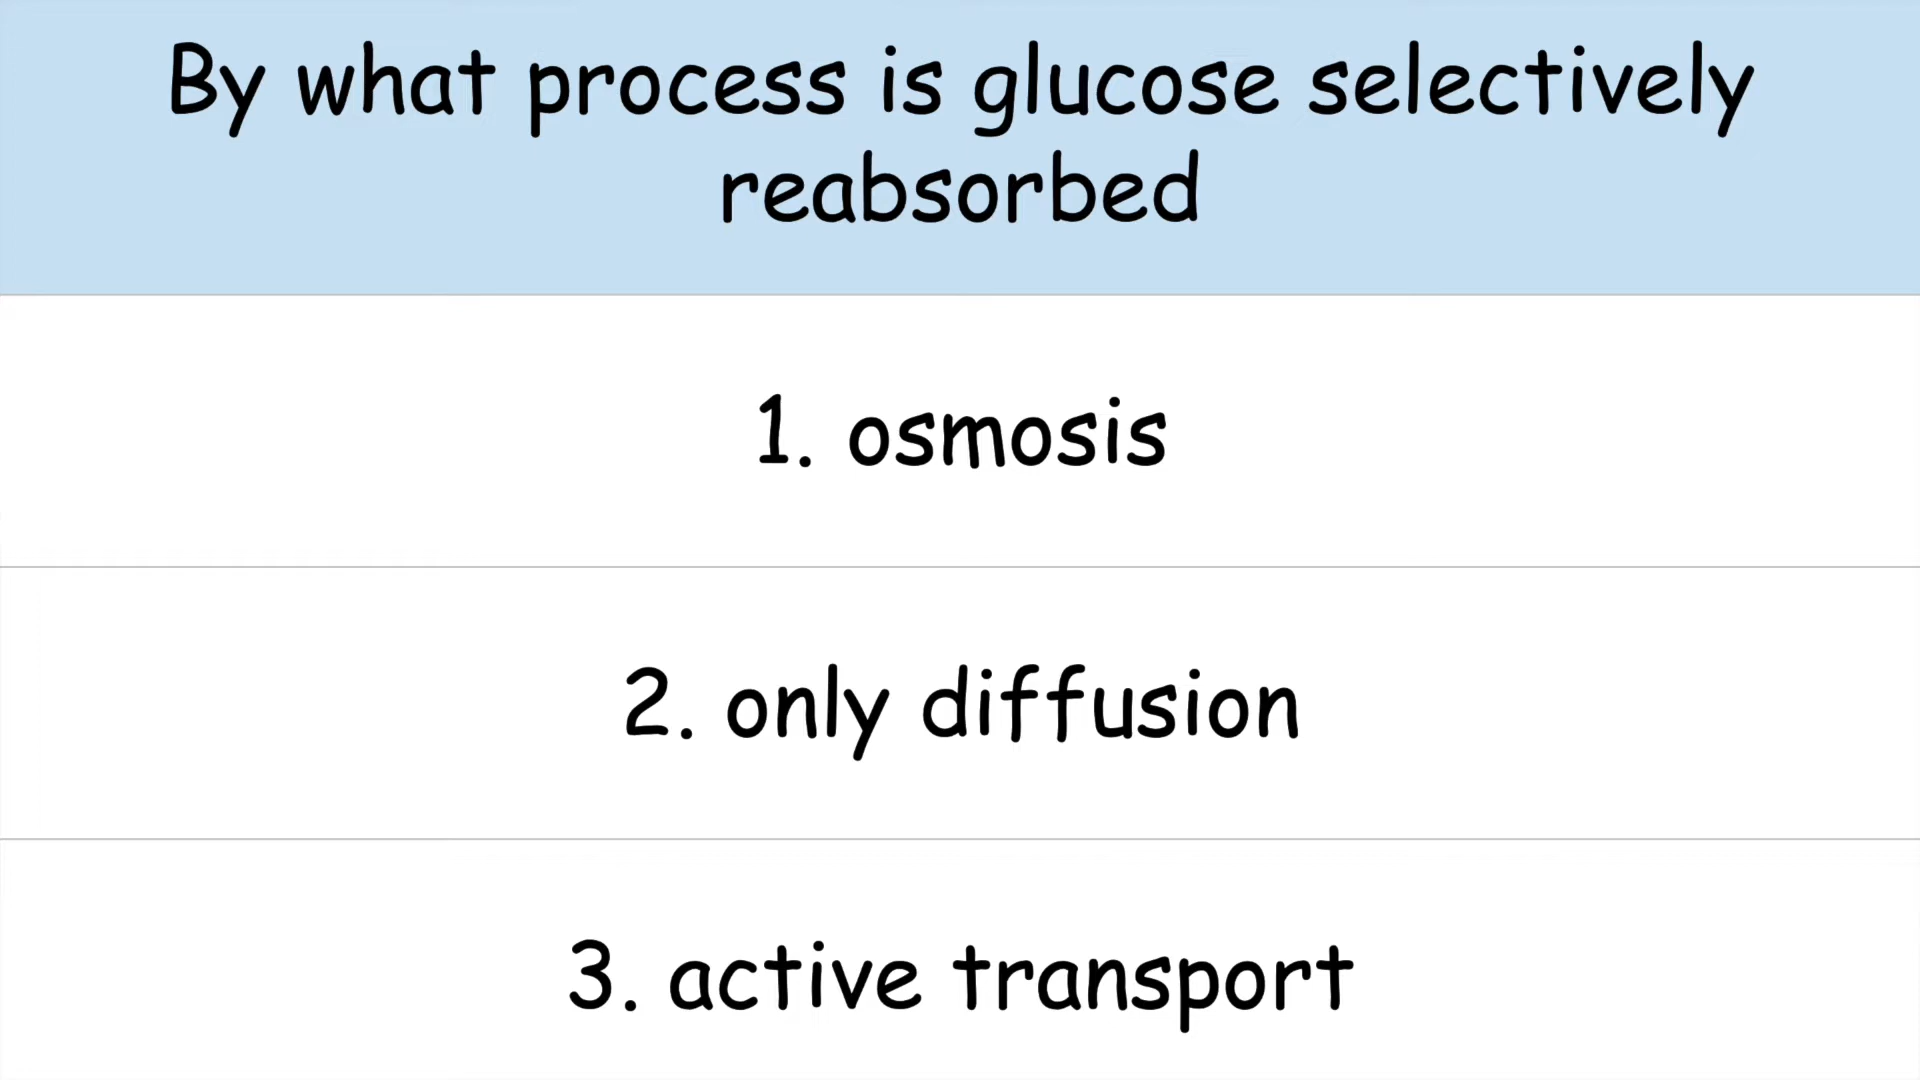 By what process is glucose selectively
reabsorbed
1. osmosis
2. only diffusion
3. active transport